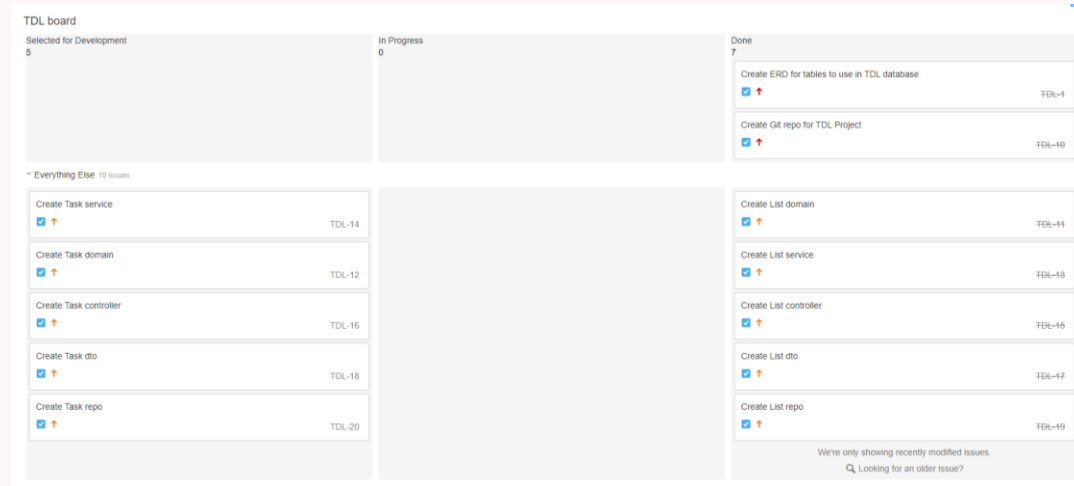 TDL board
Selected for Development
5
In Progress
0
Done
7
Create ERD for tables to use in TDL database
TDL-1
Create Git repo for TDL Project
TDL-10
Everything Else 10 issues
Create Task service
TDL-14
Create Task domain
TDL-12
Create Task controller
TDL-16
Create Task dto
TDL-18
Create Task repo
TDL-20
Create List domain
TDL-11
Create List service
TDL-13
Create List controller
TDL-15
Create List dto
TDL-17
Create List repo
TDL-19
We're only showing recently modified issues.
Looking for an older issue?